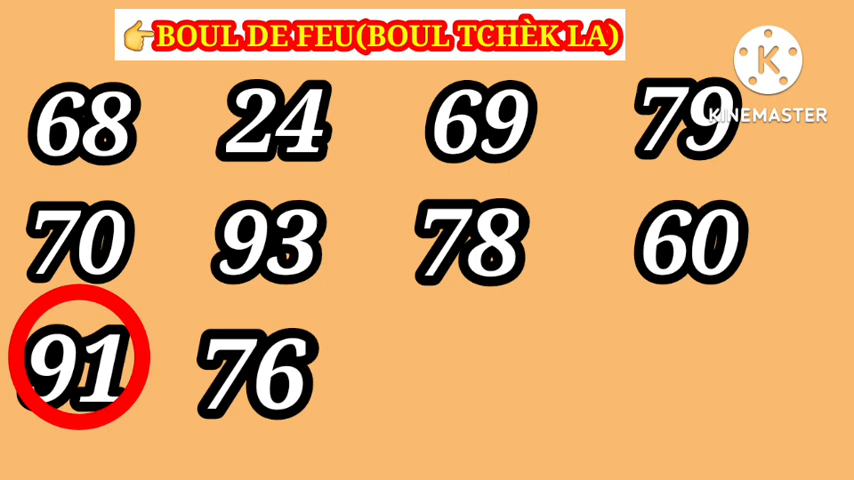 👉BOUL DE FEU(BOUL TCHÈK LA)
68 24 69 79
KINEMASTER
70 93 78 60
91 76